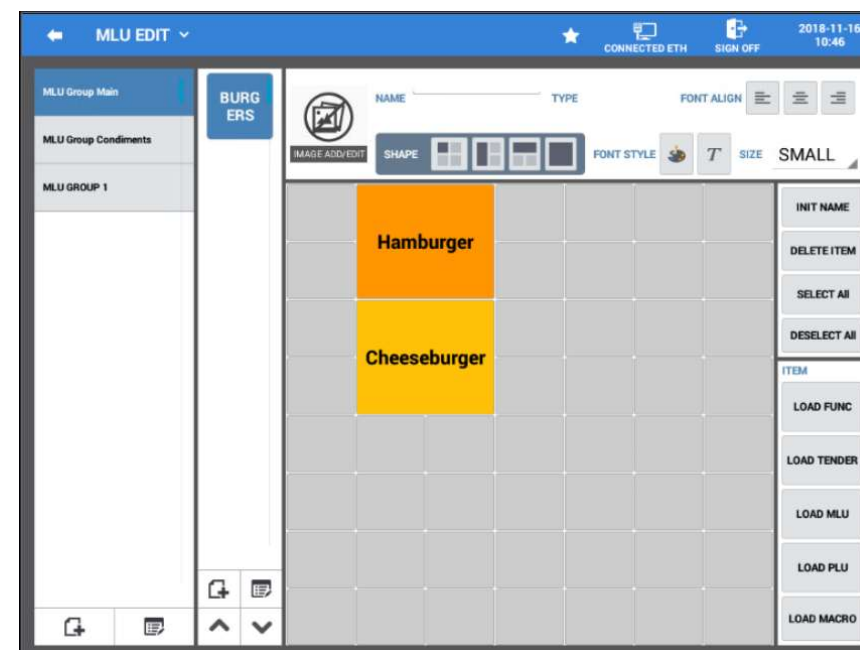 MLU EDIT
CONNECTED ETH
SIGN OFF
2018-11-16
10:46
MLU Group Main
MLU Group Condiments
MLU GROUP 1
BURG
ERS
IMAGE ADD/EDIT
NAME
TYPE
FONT ALIGN
SHAPE
FONT STYLE
T
SIZE
SMALL
Hamburger
Cheeseburger
INIT NAME
DELETE ITEM
SELECT All
DESELECT All
ITEM
LOAD FUNC
LOAD TENDER
LOAD MLU
LOAD PLU
LOAD MACRO